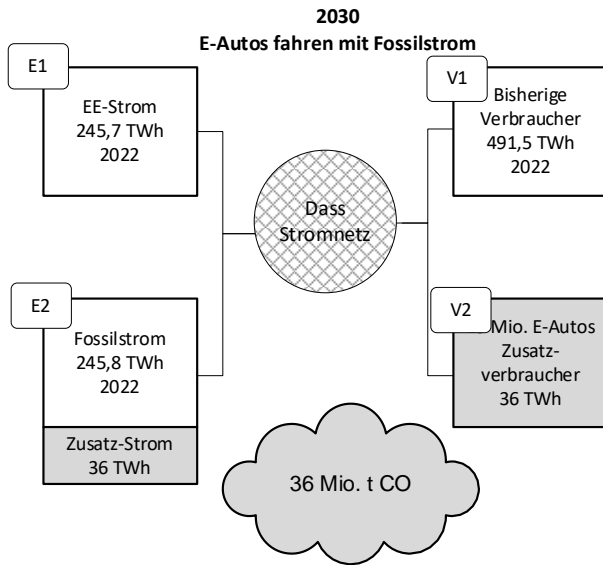 2030
E-Autos fahren mit Fossilstrom
E1
EE-Strom
245,7 TWh
2022
V1
Bisherige
Verbraucher
491,5 TWh
2022
Dass
Stromnetz
E2
Fossilstrom
245,8 TWh
2022
Zusatz-Strom
36 TWh
V2
Mio. E-Autos
Zusatz-
verbraucher
36 TWh
36 Mio. t CO